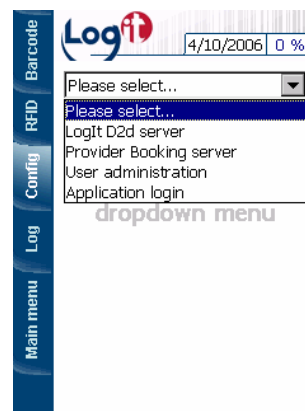 Logit
4/10/2006 0 %
Barcode
RFID
Config
Log
Main menu
Please select...
Please select...
LogIt D2d server
Provider Booking server
User administration
Application login
dropdown menu